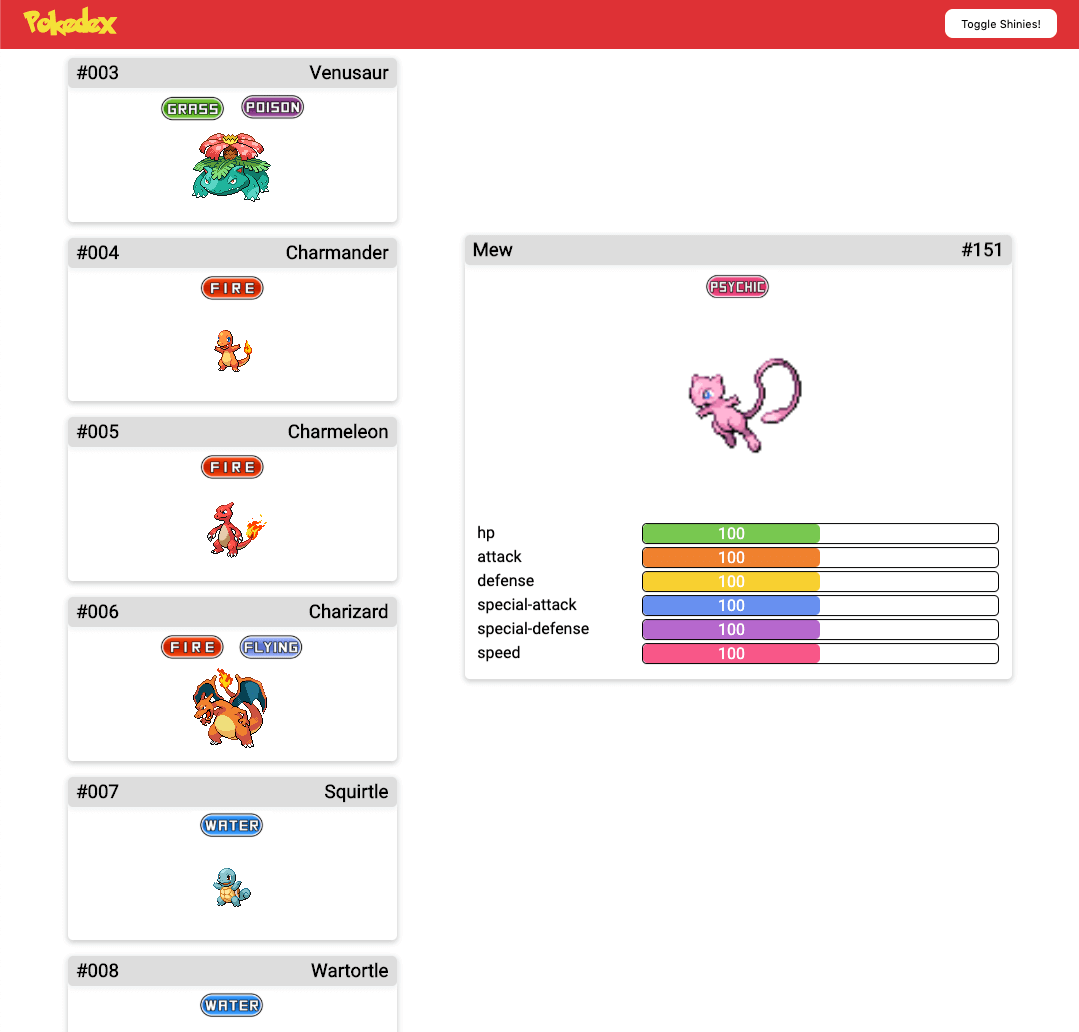 Pokedex
Toggle Shinies!
#003 Venusaur
GRASS POISON
#004 Charmander
FIRE
#005 Charmeleon
FIRE
#006 Charizard
FIRE FLYING
#007 Squirtle
WATER
#008 Wartortle
WATER
Mew #151
PSYCHIC
hp 100
attack 100
defense 100
special-attack 100
special-defense 100
speed 100